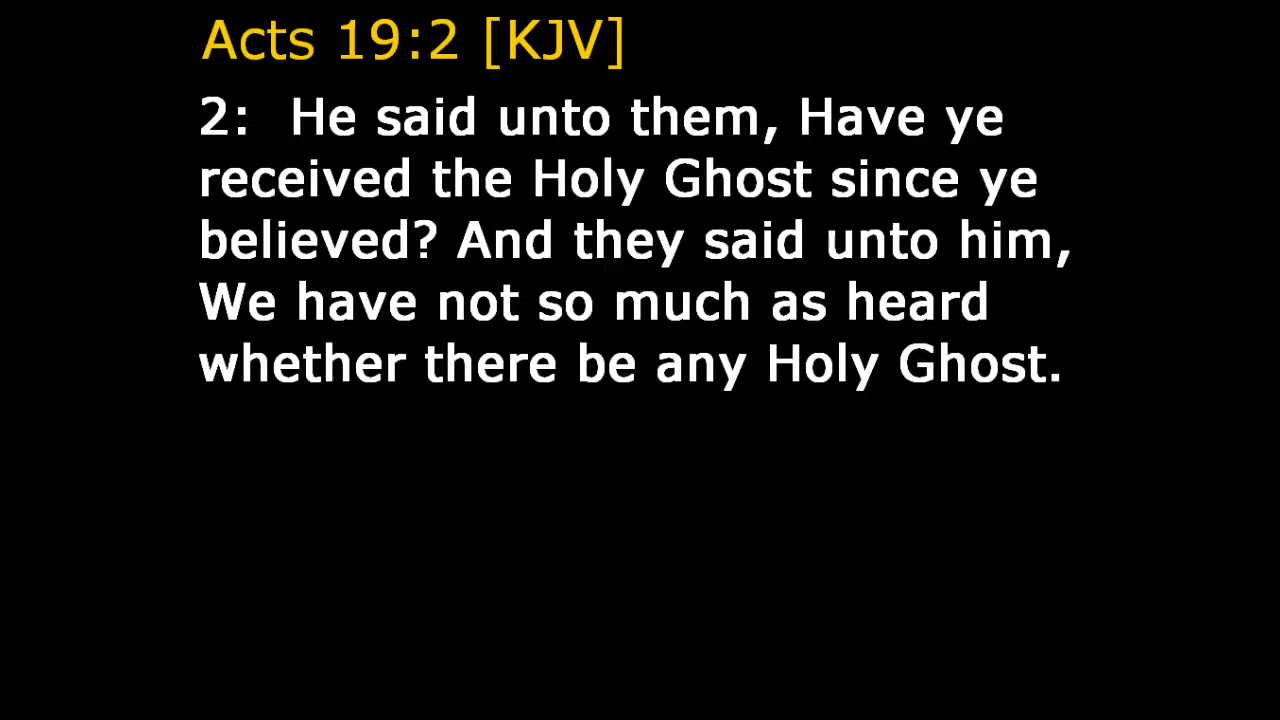 Acts 19:2 [KJV]
2: He said unto them, Have ye
received the Holy Ghost since ye
believed? And they said unto him,
We have not so much as heard
whether there be any Holy Ghost.